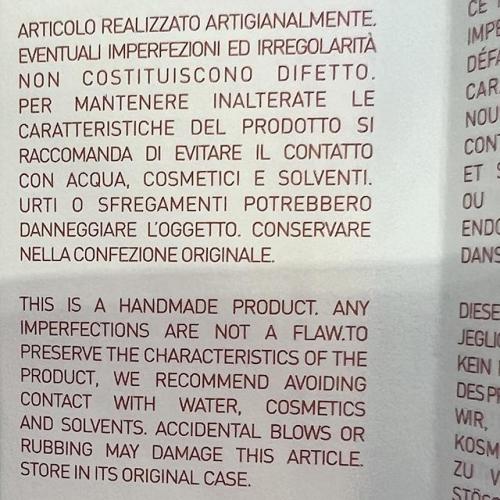 ARTICOLO REALIZZATO ARTIGIANALMENTE.
EVENTUALI IMPERFEZIONI ED IRREGOLARITÀ
NON COSTITUISCONO DIFETTO.
PER MANTENERE INALTERATE LE
CARATTERISTICHE DEL PRODOTTO SI
RACCOMANDA DI EVITARE IL CONTATTO
CON ACQUA, COSMETICI E SOLVENTI.
URTI O SFREGAMENTI POTREBBERO
DANNEGGIARE L'OGGETTO. CONSERVARE
NELLA CONFEZIONE ORIGINALE.
THIS IS A HANDMADE PRODUCT. ANY
IMPERFECTIONS ARE NOT A FLAW.TO
PRESERVE THE CHARACTERISTICS OF THE
PRODUCT, WE RECOMMEND AVOIDING
CONTACT WITH WATER, COSMETICS
AND SOLVENTS. ACCIDENTAL BLOWS OR
RUBBING MAY DAMAGE THIS ARTICLE.
STORE IN ITS ORIGINAL CASE.
CE
ET
OU
DANS
DIESE
KEIN
WIR,
ZU